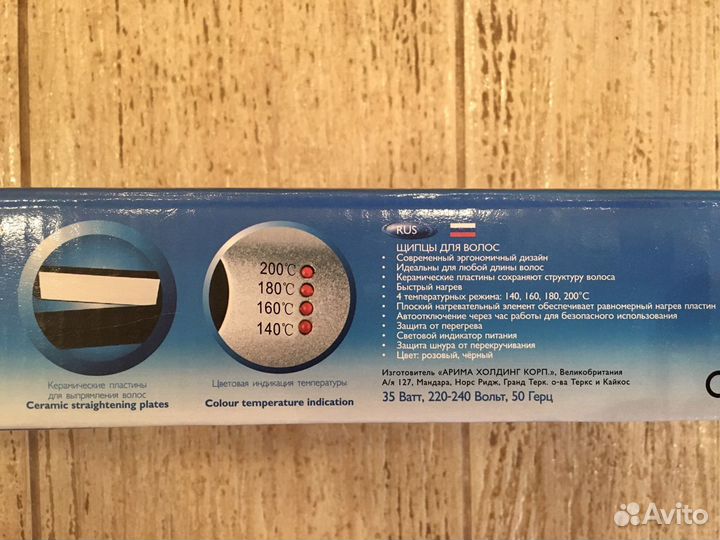 200°C
180°C
160°C
140°C
Керамические пластины
для выпрямления волос
Ceramic straightening plates
Цветовая индикация температуры
Colour temperature indication
RUS
ЩИПЦЫ ДЛЯ ВОЛОС
• Современный эргономичный дизайн
• Идеальны для любой длины волос
• Керамические пластины сохраняют структуру волоса
• Быстрый нагрев
• 4 температурных режима: 140, 160, 180, 200°C
• Плоский нагревательный элемент обеспечивает равномерный нагрев пластин
• Автоотключение через час работы для безопасного использования
• Защита от перегрева
• Световой индикатор питания
• Защита шнура от перекручивания
• Цвет: розовый, чёрный
Изготовитель «АРИМА ХОЛДИНГ КОРП.», Великобритания
А/я 127, Мандара, Норс Ридж, Гранд Терк. о-ва Теркс и Кайкос
35 Ватт, 220-240 Вольт, 50 Герц
Avito